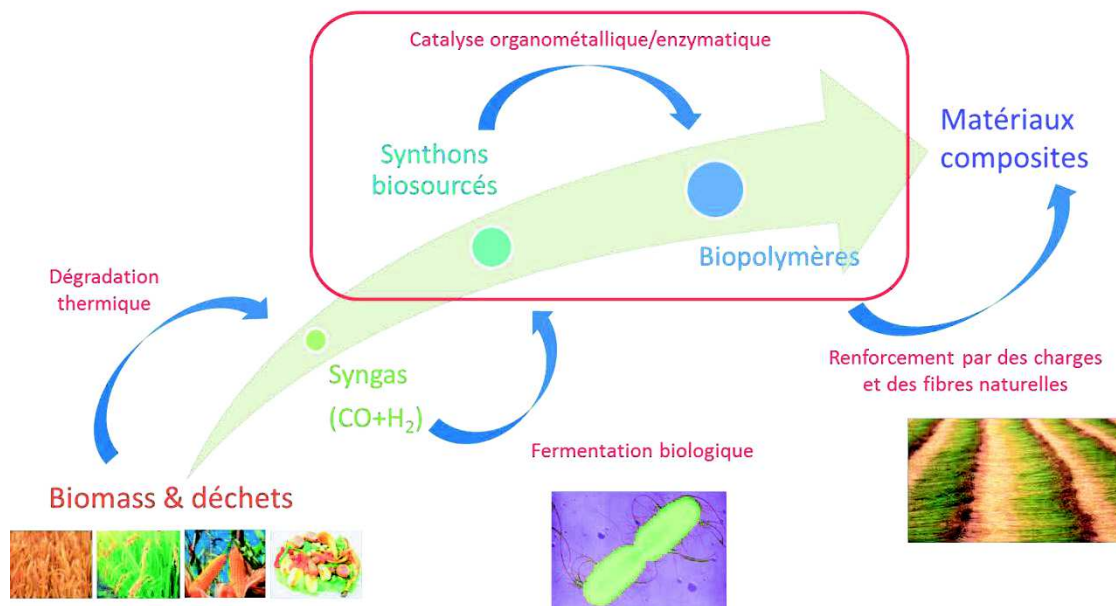 Catalyse organométallique/enzymatique
Matériaux
composites
Synthons
biosourcés
Biopolymères
Dégradation
thermique
Syngas
(CO+H₂)
Renforcement par des charges
et des fibres naturelles
Fermentation biologique
Biomass & déchets